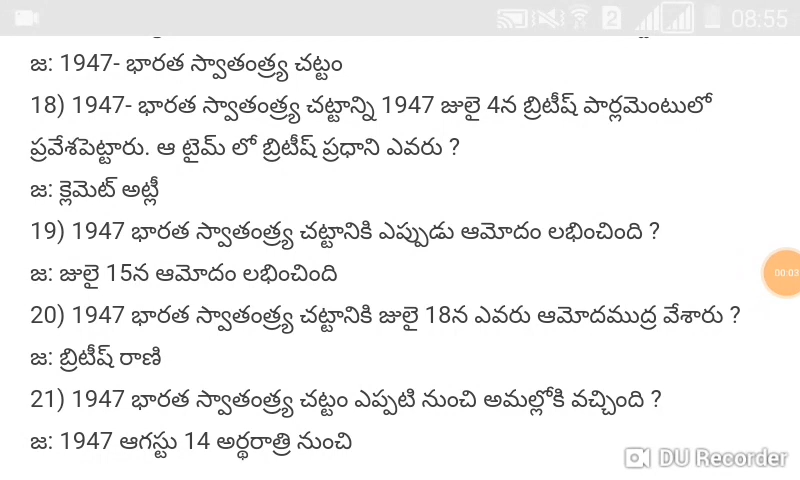 08:55
జ: 1947- భారత స్వాతంత్ర్య చట్టం
18) 1947- భారత స్వాతంత్ర్య చట్టాన్ని 1947 జులై 4న బ్రిటీష్ పార్లమెంటులో
ప్రవేశపెట్టారు. ఆ టైమ్ లో బ్రిటీష్ ప్రధాని ఎవరు ?
జ: క్లెమెట్ అట్లీ
19) 1947 భారత స్వాతంత్ర్య చట్టానికి ఎప్పుడు ఆమోదం లభించింది ?
జ: జులై 15న ఆమోదం లభించింది
00:03
20) 1947 భారత స్వాతంత్ర్య చట్టానికి జులై 18న ఎవరు ఆమోదముద్ర వేశారు ?
జ: బ్రిటీష్ రాణి
21) 1947 భారత స్వాతంత్ర్య చట్టం ఎప్పటి నుంచి అమల్లోకి వచ్చింది ?
జ: 1947 ఆగస్టు 14 అర్థరాత్రి నుంచి
DU Recorder